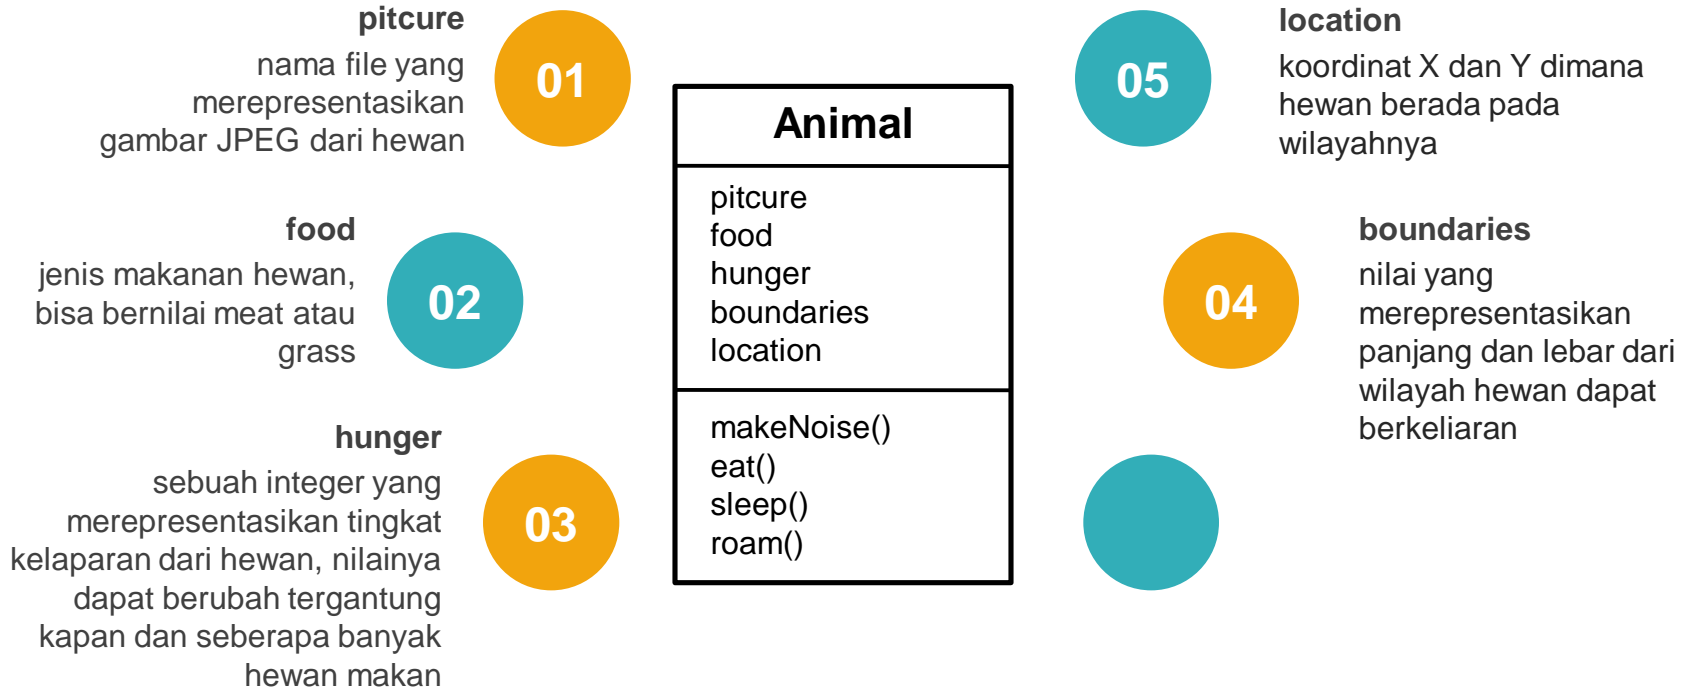 pitcure
nama file yang
merepresentasikan
gambar JPEG dari hewan
01
food
jenis makanan hewan,
bisa bernilai meat atau
grass
02
hunger
sebuah integer yang
merepresentasikan tingkat
kelaparan dari hewan, nilainya
dapat berubah tergantung
kapan dan seberapa banyak
hewan makan
03
Animal
pitcure
food
hunger
boundaries
location
makeNoise()
eat()
sleep()
roam()
05
location
koordinat X dan Y dimana
hewan berada pada
wilayahnya
04
boundaries
nilai yang
merepresentasikan
panjang dan lebar dari
wilayah hewan dapat
berkeliaran